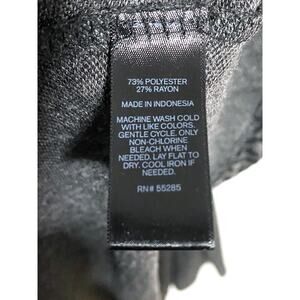 73% POLYESTER
27% RAYON
MADE IN INDONESIA
MACHINE WASH COLD
WITH LIKE COLORS.
GENTLE CYCLE. ONLY
NON-CHLORINE
BLEACH WHEN
NEEDED. LAY FLAT TO
DRY. COOL IRON IF
NEEDED.
RN# 55285